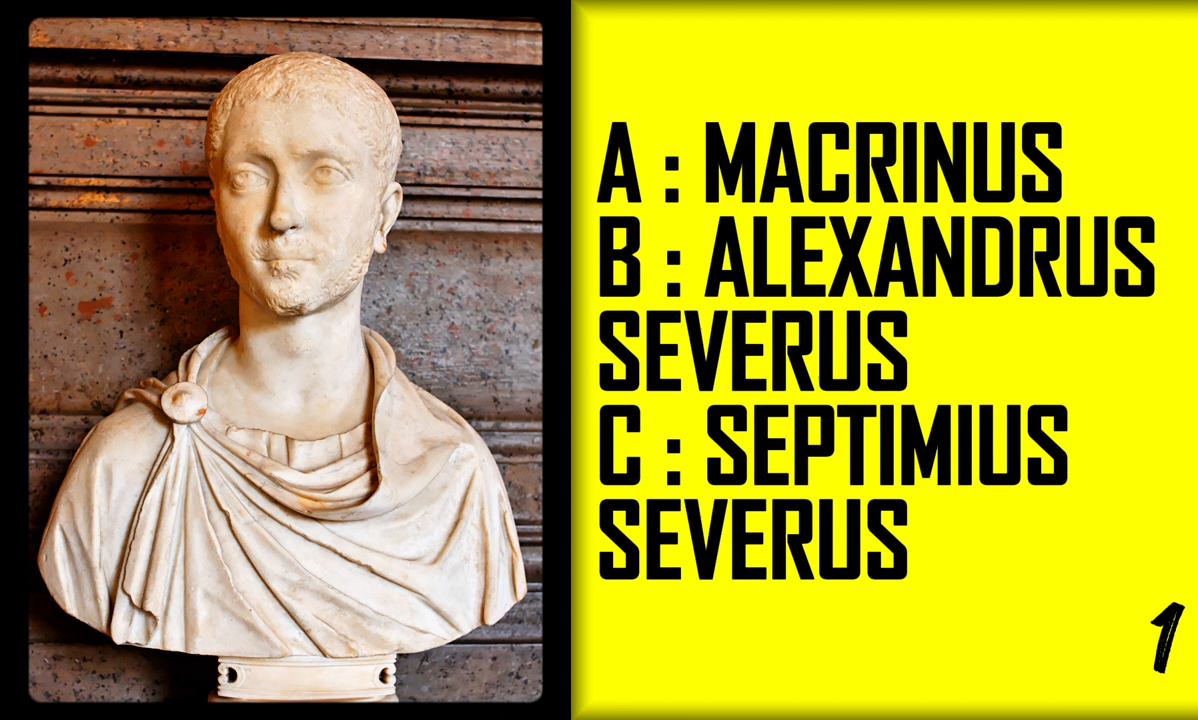 A : MACRINUS
B : ALEXANDRUS
SEVERUS
C : SEPTIMIUS
SEVERUS
1